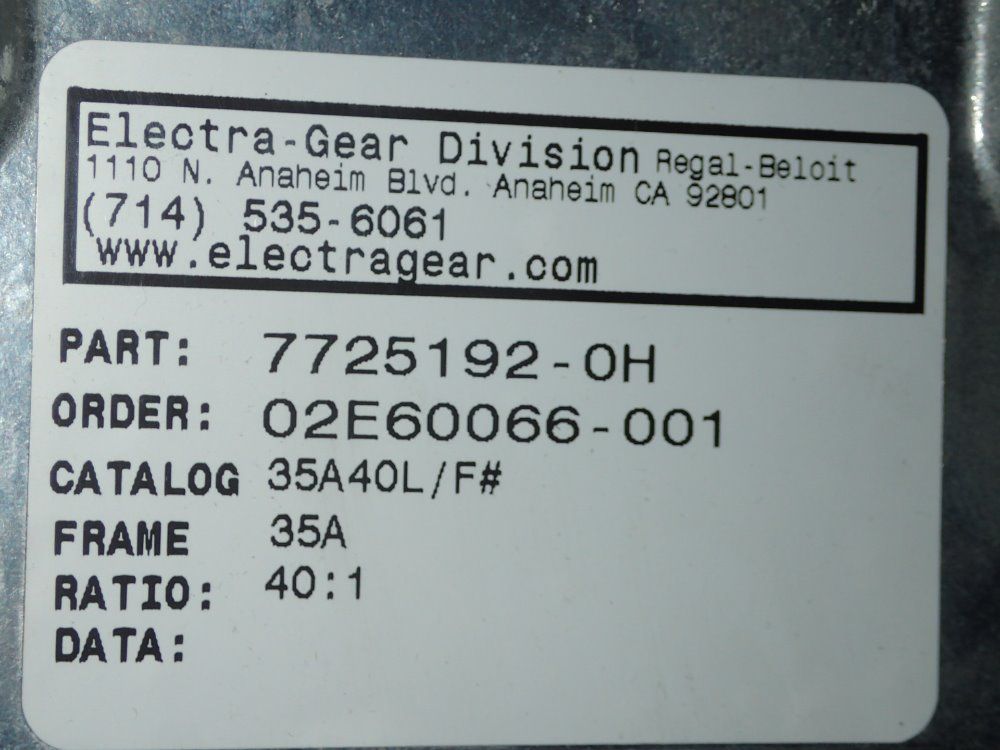 Electra-Gear Division Regal-Beloit
1110 N. Anaheim Blvd. Anaheim CA 92801
(714) 535-6061
www.electragear.com
PART: 7725192-0H
ORDER: 02E60066-001
CATALOG 35A40L/F#
FRAME 35A
RATIO: 40:1
DATA: